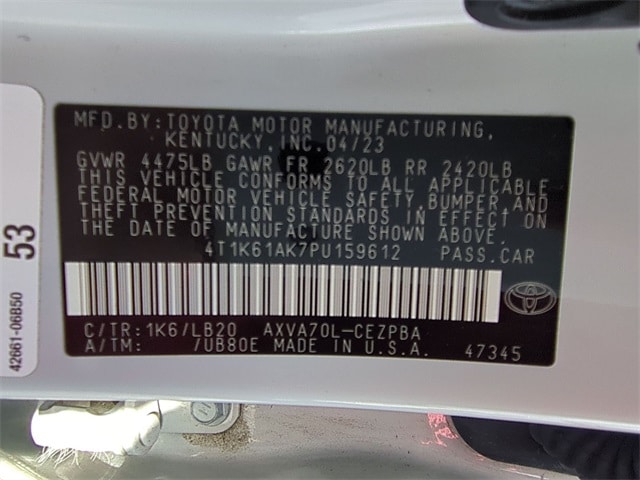 MFD.BY:TOYOTA MOTOR MANUFACTURING,
KENTUCKY, INC. 04/23
GVWR 4475LB GAWR FR 2620LB RR 2420LB
THIS VEHICLE CONFORMS TO ALL APPLICABLE
FEDERAL MOTOR VEHICLE SAFETY, BUMPER, AND
THEFT PREVENTION STANDARDS IN EFFECT ON
THE DATE OF MANUFACTURE SHOWN ABOVE.
4T1K61AK7PU159612 PASS.CAR
C/TR: 1K6/LB20 AXVA70L-CEZPBA
A/TM: /UB80E MADE IN U.S.A. 47345
53
42661-06B50